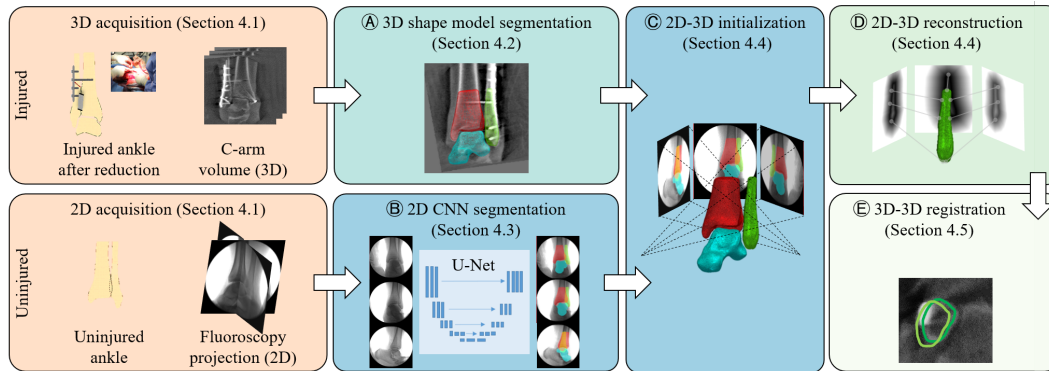 Injured
3D acquisition (Section 4.1)
Injured ankle
after reduction
C-arm
volume (3D)
Ⓐ 3D shape model segmentation
(Section 4.2)
Ⓒ 2D-3D initialization
(Section 4.4)
Ⓓ 2D-3D reconstruction
(Section 4.4)
Uninjured
2D acquisition (Section 4.1)
Uninjured
ankle
Fluoroscopy
projection (2D)
Ⓑ 2D CNN segmentation
(Section 4.3)
U-Net
Ⓔ 3D-3D registration
(Section 4.5)